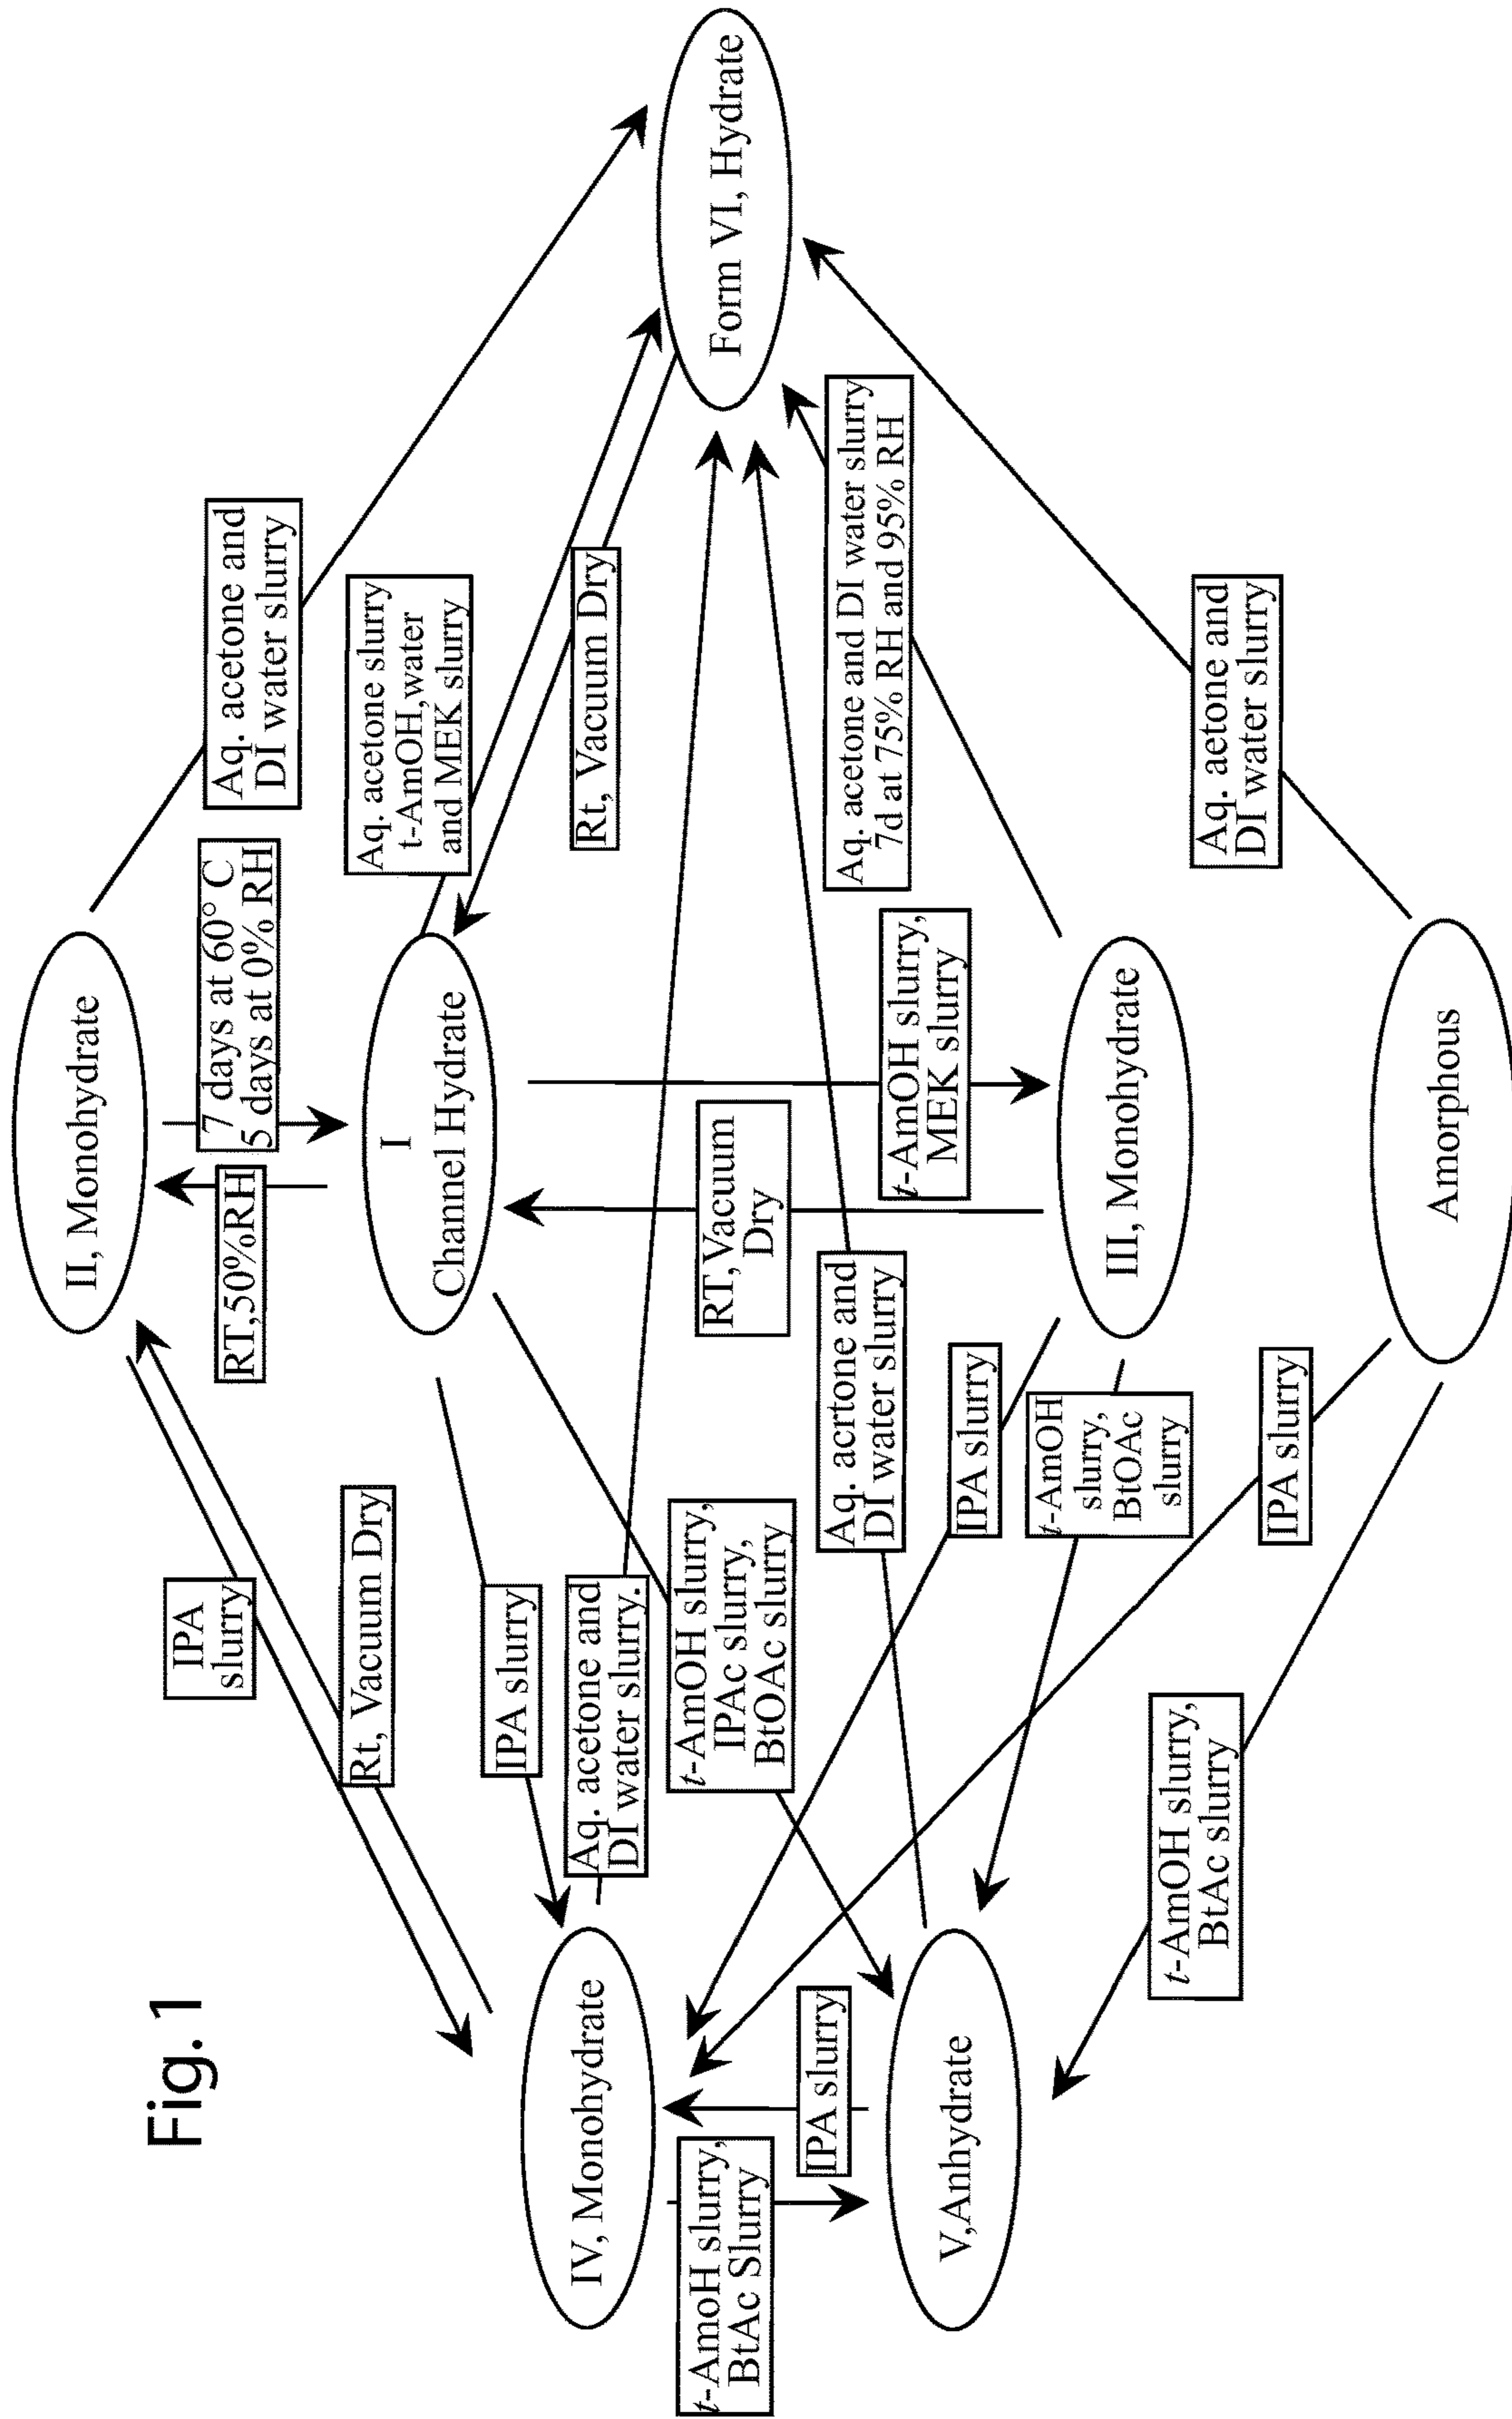 Fig.1
II, Monohydrate
IPA
slurry
Rt, Vacuum Dry
RT,50%RH
7 days at 60° C
5 days at 0% RH
Aq. acetone and
DI water slurry
I
Channel Hydrate
Aq. acetone slurry
t-AmOH,water
and MEK slurry
Rt, Vacuum Dry
IPA slurry
Aq. acetone and
DI water slurry.
t-AmOH slurry,
IPAc slurry,
BtOAc slurry
IV, Monohydrate
Form VI, Hydrate
RT,Vacuum
Dry
t-AmOH slurry,
MEK slurry
Aq. acrtone and
DI water slurry
Aq. acetone and DI water slurry
7d at 75% RH and 95% RH
t-AmoH slurry,
BtAc Slurry
IPA slurry
V,Anhydrate
IPA slurry
t-AmOH
slurry,
BtOAc
slurry
III, Monohydrate
IPA slurry
Aq. aetone and
DI water slurry
t-AmOH slurry,
BtAc slurry
Amorphous